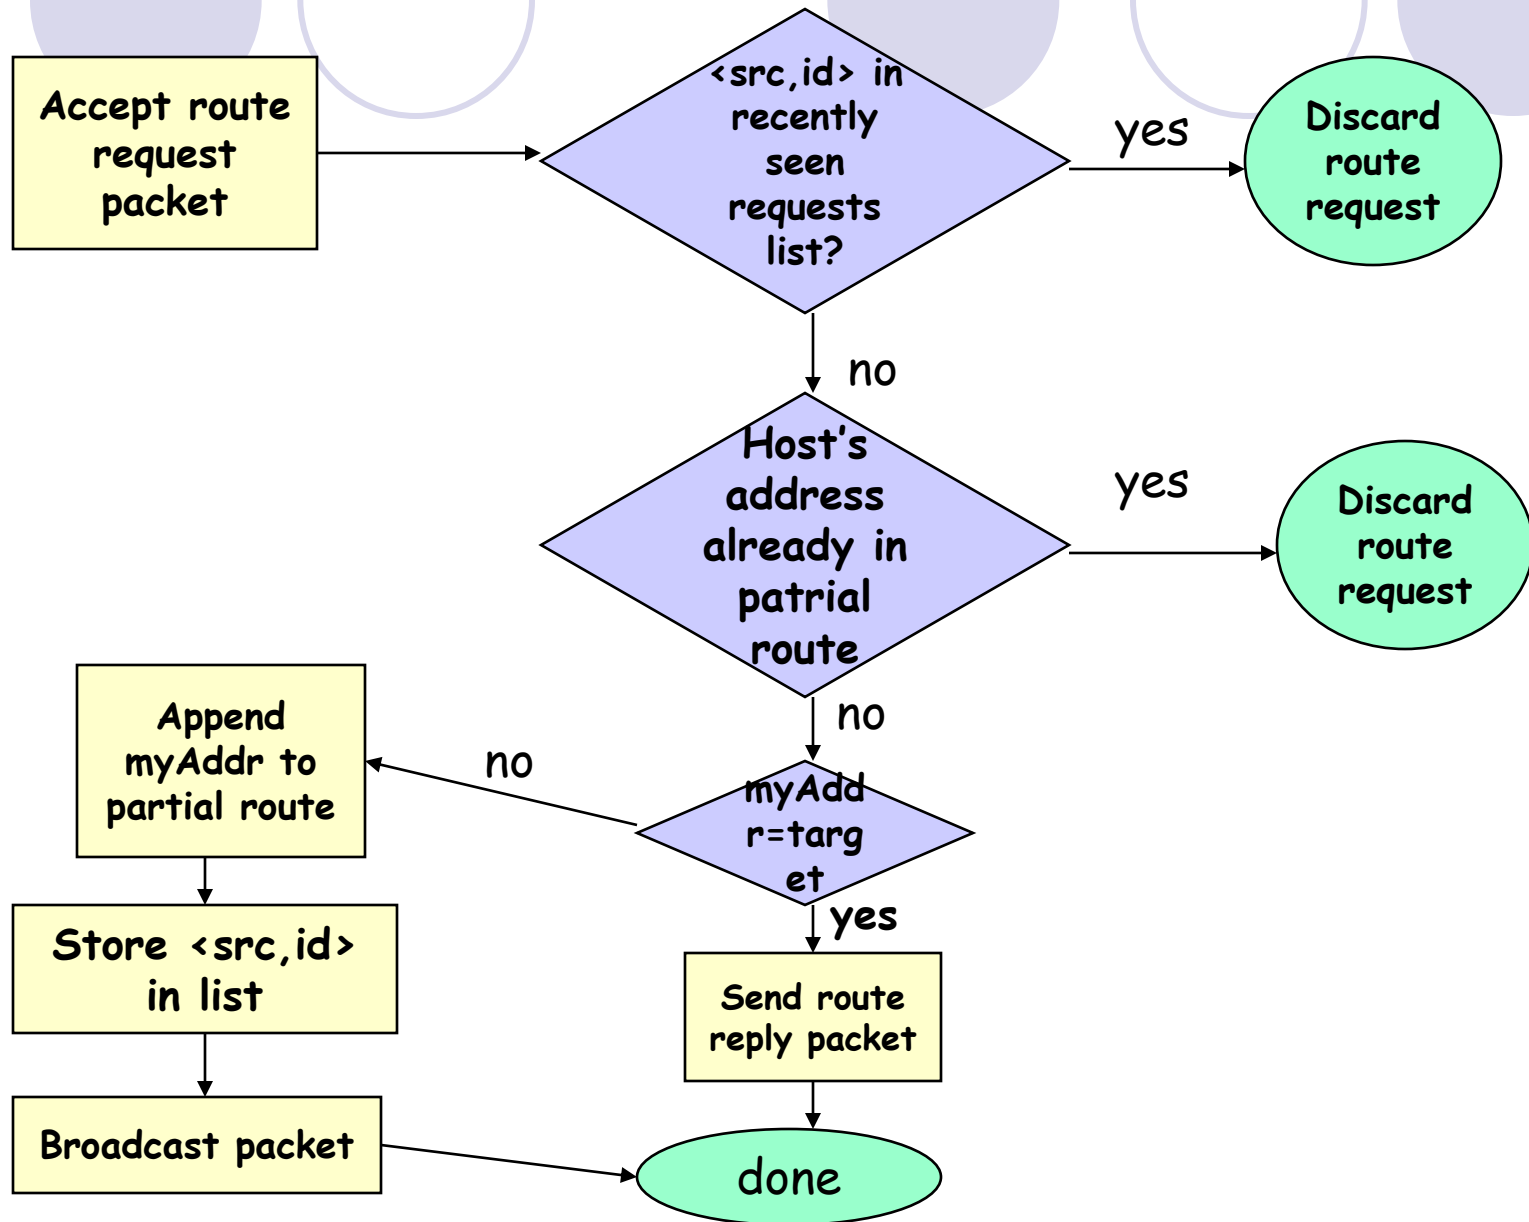 Accept route
request
packet
<src,id> in
recently
seen
requests
list?
yes
Discard
route
request
no
Host's
address
already in
patrial
route
yes
Discard
route
request
no
myAdd
r=targ
et
no
Append
myAddr to
partial route
yes
Store <src,id>
in list
Send route
reply packet
Broadcast packet
done